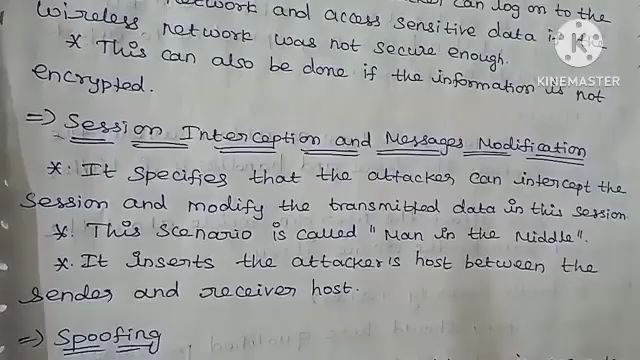 network and access sensitive data
can log on to the
wireless network was not secure enough.
* This can also be done if the information is not
encrypted.
=) Session Interception and Messages Modification
* It specifies that the attacker can intercept the
session and modify the transmitted data in this session
* This scenario is called "Man in the Middle".
* It inserts the attacker's host between the
sender and receiver host.
=) Spoofing
K
KINEMASTER